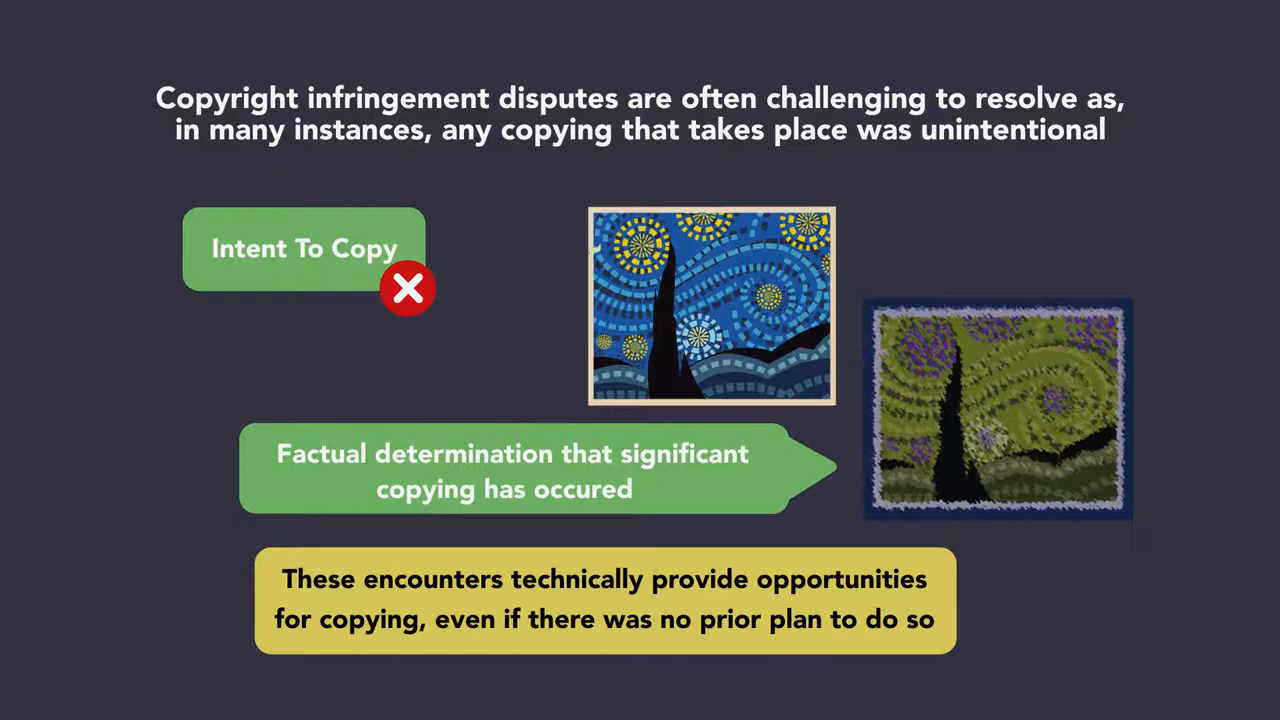 Copyright infringement disputes are often challenging to resolve as,
in many instances, any copying that takes place was unintentional
Intent To Copy
Factual determination that significant
copying has occured
These encounters technically provide opportunities
for copying, even if there was no prior plan to do so